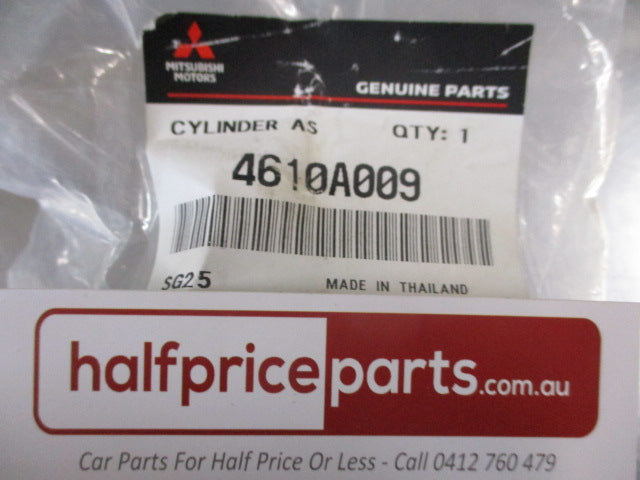 MITSUBISHI
MOTORS
GENUINE PARTS
CYLINDER AS QTY: 1
4610A009
SG25 MADE IN THAILAND
halfpriceparts.com.au
Car Parts For Half Price Or Less - Call 0412 760 479